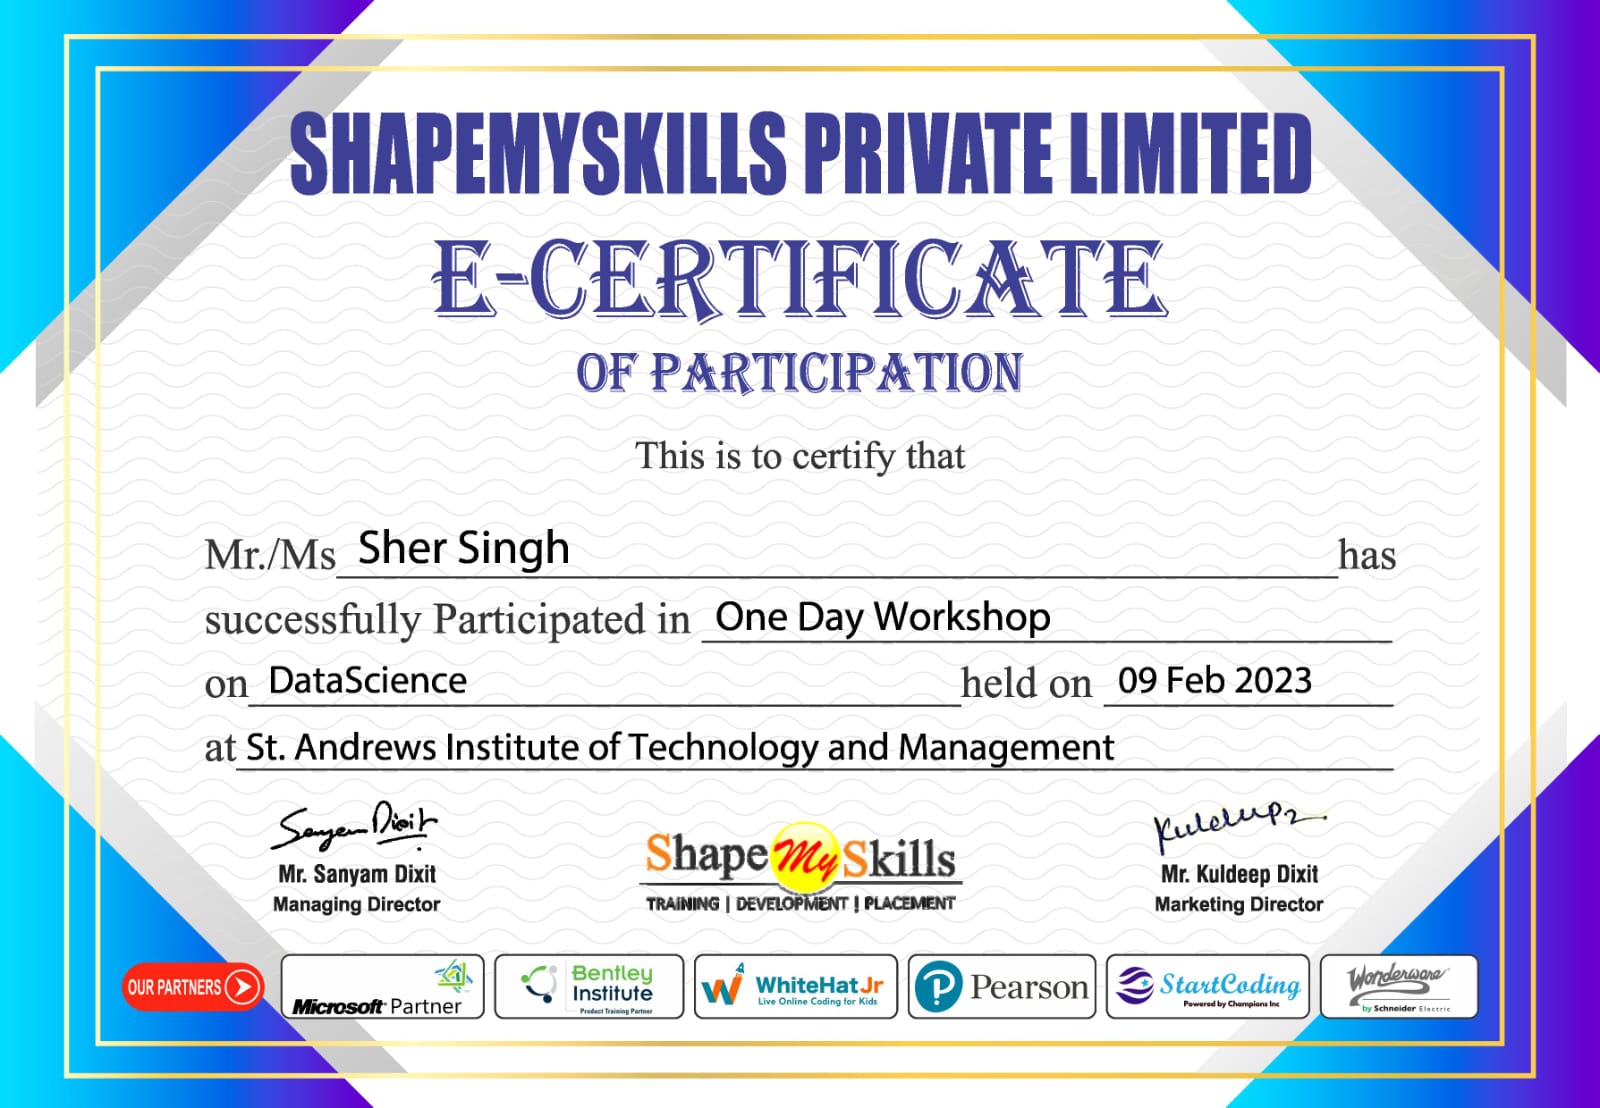 SHAPEMYSKILLS PRIVATE LIMITED
E-CERTIFICATE
OF PARTICIPATION
This is to certify that
Mr./Ms Sher Singh has
successfully Participated in One Day Workshop
on DataScience held on 09 Feb 2023
at St. Andrews Institute of Technology and Management
Sanyam Dixit
Mr. Sanyam Dixit
Managing Director
Shape My Skills
TRAINING | DEVELOPMENT | PLACEMENT
Mr. Kuldeep Dixit
Marketing Director
OUR PARTNERS
Microsoft Partner
Bentley
Institute
Product Training Partner
WhiteHat Jr
Live Online Coding for Kids
P
Pearson
StartCoding
Powered by Champions Inc
Wonderware
by Schneider Electric